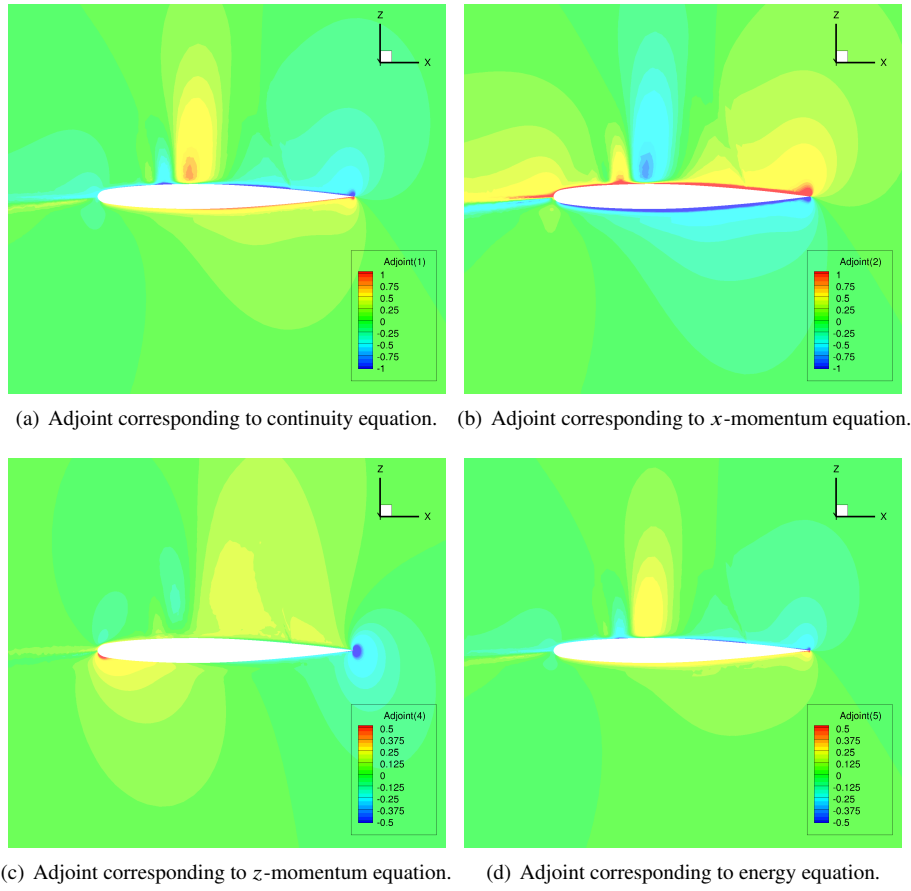 Z
X
Adjoint(1)
1
0.75
0.5
0.25
0
-0.25
-0.5
-0.75
-1
(a) Adjoint corresponding to continuity equation.
Z
X
Adjoint(2)
1
0.75
0.5
0.25
0
-0.25
-0.5
-0.75
-1
(b) Adjoint corresponding to x-momentum equation.
Z
X
Adjoint(4)
0.5
0.375
0.25
0.125
0
-0.125
-0.25
-0.375
-0.5
(c) Adjoint corresponding to z-momentum equation.
Z
X
Adjoint(5)
0.5
0.375
0.25
0.125
0
-0.125
-0.25
-0.375
-0.5
(d) Adjoint corresponding to energy equation.